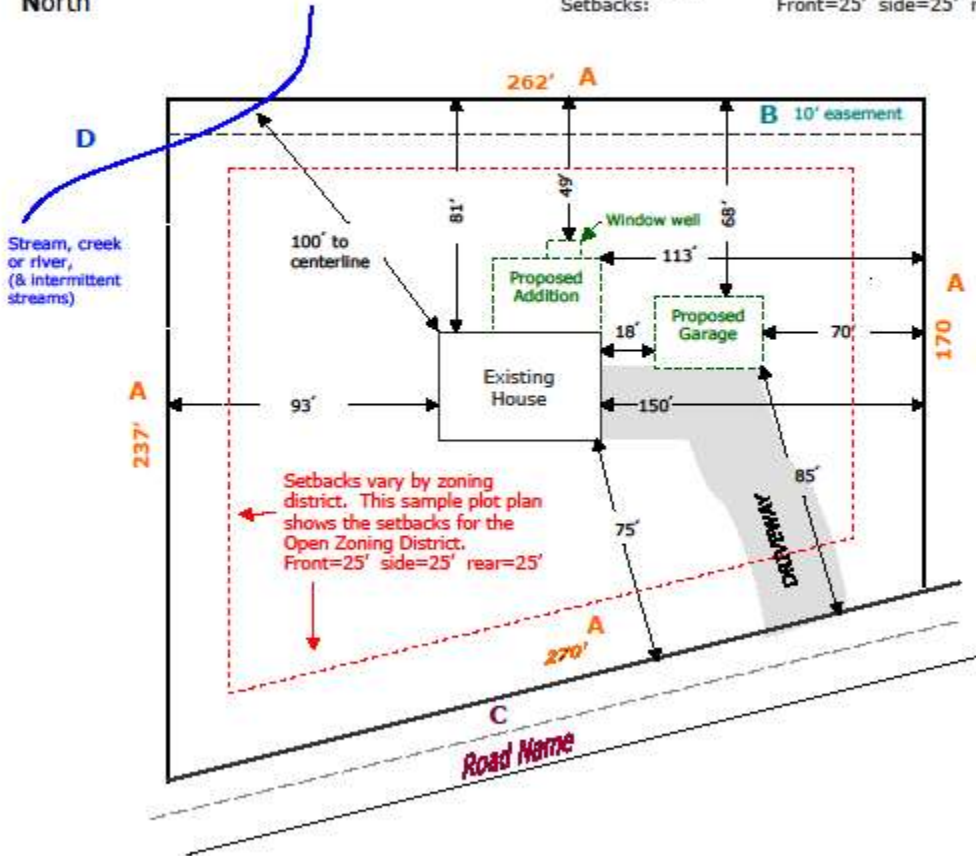 North
Setbacks: Front=25' side=25'
262' A
B 10' easement
D
Stream, creek
or river,
(& intermittent
streams)
100' to
centerline
81'
49'
68'
Window well
113'
Proposed
Addition
Proposed
Garage
18'
70'
A
170
Existing
House
A
237'
93'
150'
Setbacks vary by zoning
district. This sample plot plan
shows the setbacks for the
Open Zoning District.
Front=25' side=25' rear=25'
75'
85'
DRIVEWAY
A
270'
C
Road Name